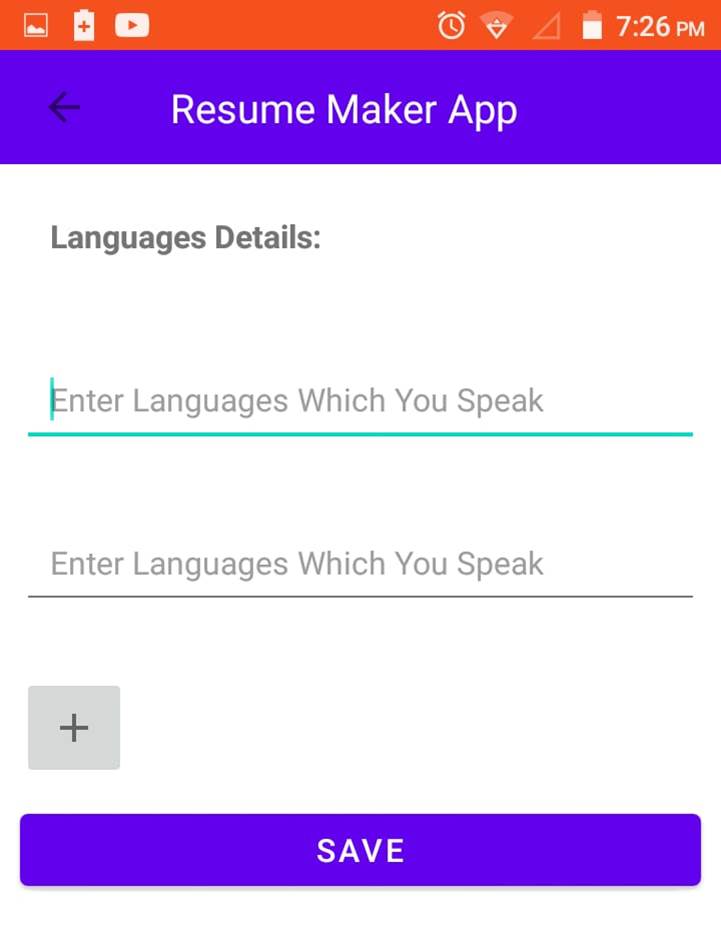 7:26 PM
Resume Maker App
Languages Details:
Enter Languages Which You Speak
Enter Languages Which You Speak
+
SAVE